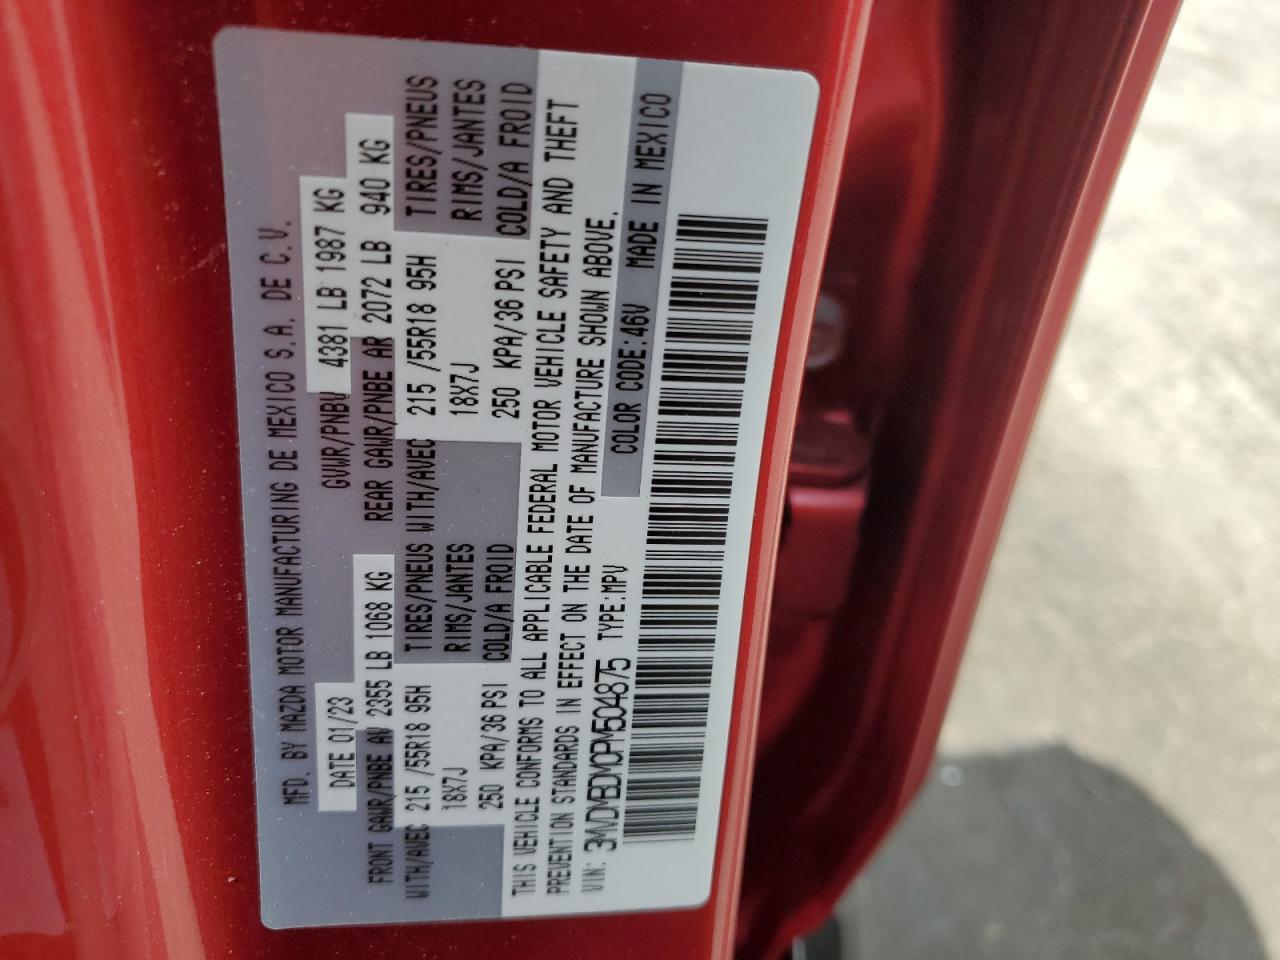 MFD. BY MAZDA MOTOR MANUFACTURING DE MEXICO S.A. DE C.V.
DATE 01/23 GVWR/PNBV 4381 LB 1987 KG
FRONT GAWR/PNBE AV 2355 LB 1068 KG REAR GAWR/PNBE AR 2072 LB 940 KG
WITH/AVEC 215 /55R18 95H TIRES/PNEUS WITH/AVEC 215 /55R18 95H TIRES/PNEUS
18X7J RIMS/JANTES 18X7J RIMS/JANTES
250 KPA/36 PSI COLD/A FROID 250 KPA/36 PSI COLD/A FROID
THIS VEHICLE CONFORMS TO ALL APPLICABLE FEDERAL MOTOR VEHICLE SAFETY AND THEFT
PREVENTION STANDARDS IN EFFECT ON THE DATE OF MANUFACTURE SHOWN ABOVE.
VIN: 3MVDMBDM0PM504875 TYPE:MPV COLOR CODE:46V MADE IN MEXICO